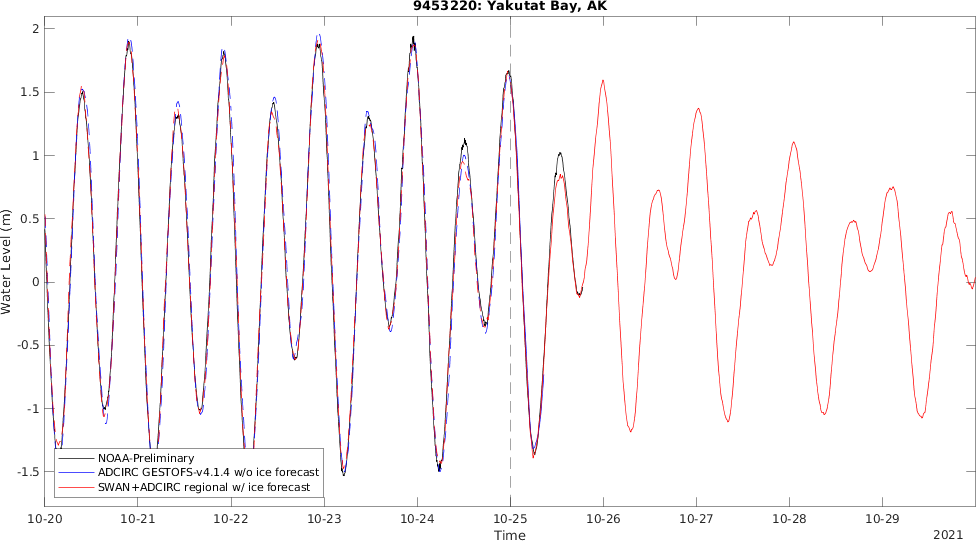 9453220: Yakutat Bay, AK
Water Level (m)
2
1.5
1
0.5
0
-0.5
-1
-1.5
NOAA-Preliminary
ADCIRC GESTOFS-v4.1.4 w/o ice forecast
SWAN+ADCIRC regional w/ ice forecast
10-20 10-21 10-22 10-23 10-24 10-25 10-26 10-27 10-28 10-29
Time
2021